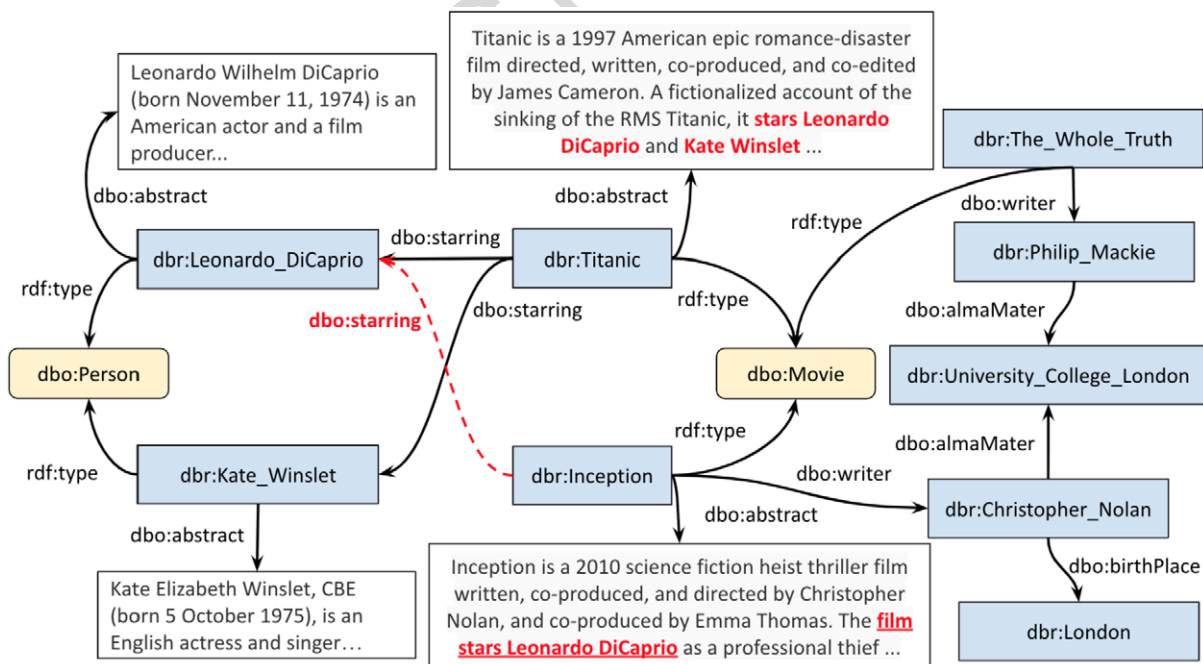 Leonardo Wilhelm DiCaprio
(born November 11, 1974) is an
American actor and a film
producer...
Titanic is a 1997 American epic romance-disaster
film directed, written, co-produced, and co-edited
by James Cameron. A fictionalized account of the
sinking of the RMS Titanic, it stars Leonardo
DiCaprio and Kate Winslet ...
dbr:The_Whole_Truth
dbo:abstract
dbo:abstract
rdf:type
dbo:writer
dbo:starring
dbr:Leonardo_DiCaprio
dbr:Titanic
dbr:Philip_Mackie
rdf:type
rdf:type
dbo:starring
dbo:starring
dbo:almaMater
dbo:Person
dbo:Movie
dbr:University_College_London
rdf:type
dbo:almaMater
rdf:type
dbr:Kate_Winslet
dbr:Inception
dbo:writer
dbr:Christopher_Nolan
dbo:abstract
dbo:abstract
dbo:birthPlace
Kate Elizabeth Winslet, CBE
(born 5 October 1975), is an
English actress and singer…
Inception is a 2010 science fiction heist thriller film
written, co-produced, and directed by Christopher
Nolan, and co-produced by Emma Thomas. The film
stars Leonardo DiCaprio as a professional thief ...
dbr:London